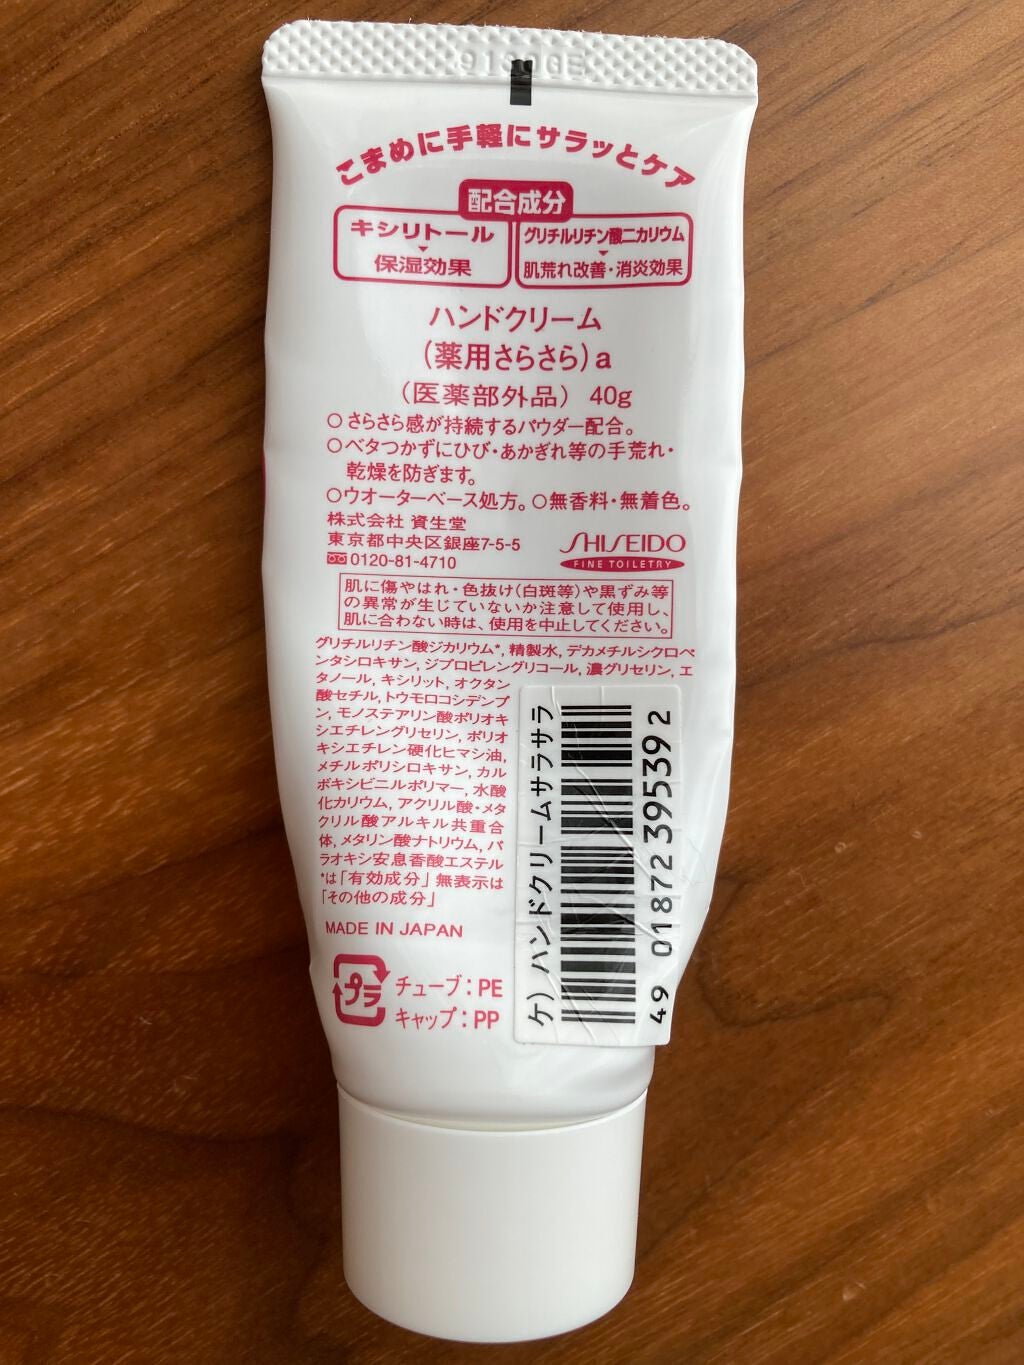 こまめに手軽にサラッとケア
配合成分
キシリトール
保湿効果
グリチルリチン酸二カリウム
肌荒れ改善・消炎効果
ハンドクリーム
(薬用さらさら)a
(医薬部外品) 40g
○さらさら感が持続するパウダー配合。
○ベタつかずにひび・あかぎれ等の手荒れ・
乾燥を防ぎます。
○ウオーターベース処方。○無香料・無着色。
株式会社 資生堂
東京都中央区銀座7-5-5
0120-81-4710
SHISEIDO
FINE TOILETRY
肌に傷やはれ・色抜け(白斑等)や黒ずみ等
の異常が生じていないか注意して使用し、
肌に合わない時は、使用を中止してください。
グリチルリチン酸ジカリウム*, 精製水, デカメチルシクロペ
ンタシロキサン, ジプロピレングリコール, 濃グリセリン, エ
タノール, キシリット, オクタン
酸セチル, トウモロコシデンプ
ン, モノステアリン酸ポリオキ
シエチレングリセリン, ポリオ
キシエチレン硬化ヒマシ油,
メチルポリシロキサン, カル
ボキシビニルポリマー, 水酸
化カリウム, アクリル酸・メタ
クリル酸アルキル共重合
体, メタリン酸ナトリウム, パ
ラオキシ安息香酸エステル
*は「有効成分」無表示は
「その他の成分」
MADE IN JAPAN
プラ
チューブ:PE
キャップ:PP
ケ)ハンドクリームサラサラ
49 01872 395392